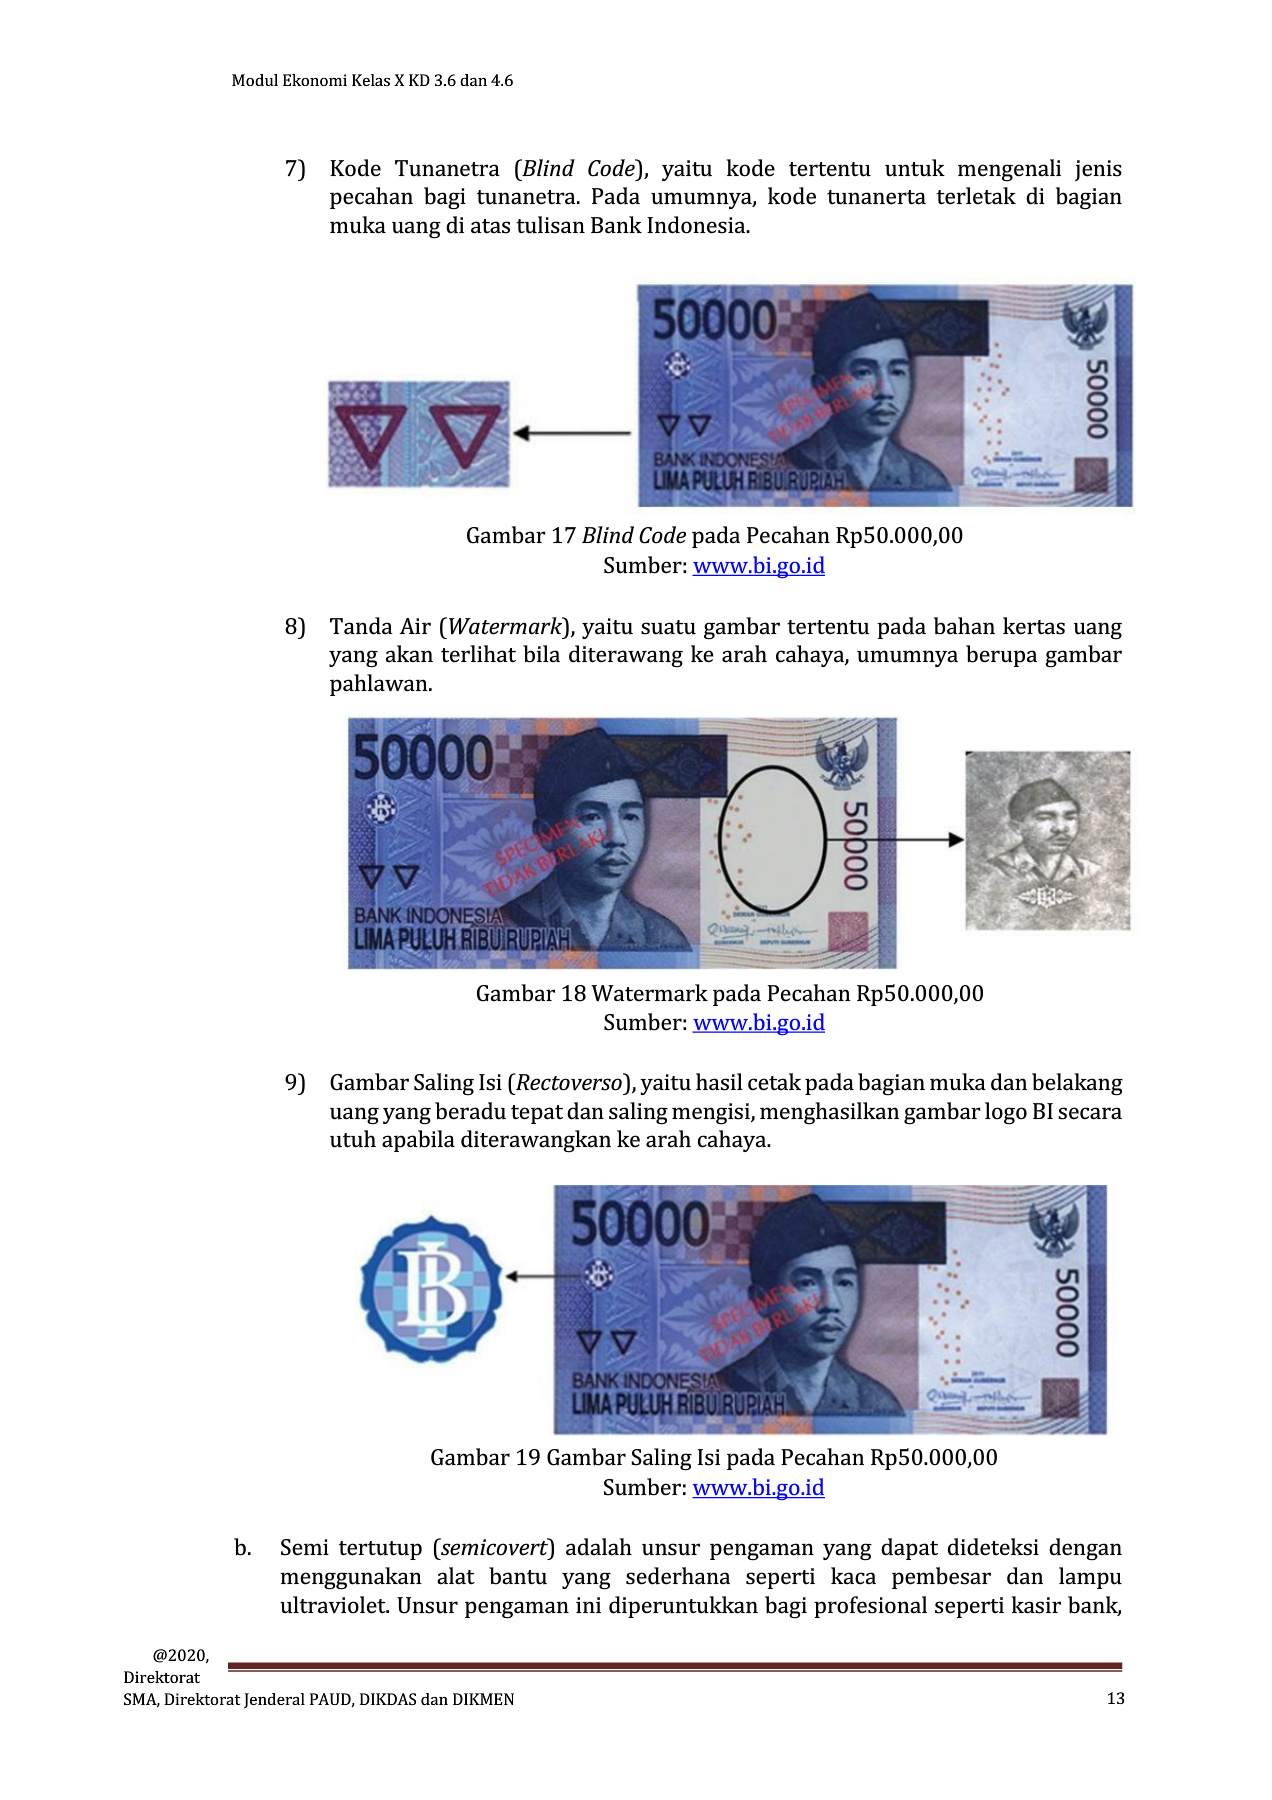 Modul Ekonomi Kelas X KD 3.6 dan 4.6
7) Kode Tunanetra (Blind Code), yaitu kode tertentu untuk mengenali jenis
pecahan bagi tunanetra. Pada umumnya, kode tunanerta terletak di bagian
muka uang di atas tulisan Bank Indonesia.
50000
50000
SPECIMEN
TIDAK BERLAKU
BANK INDONESIA
LIMA PULUH RIBU RUPIAH
Gambar 17 Blind Code pada Pecahan Rp50.000,00
Sumber: www.bi.go.id
8) Tanda Air (Watermark), yaitu suatu gambar tertentu pada bahan kertas uang
yang akan terlihat bila diterawang ke arah cahaya, umumnya berupa gambar
pahlawan.
50000
50000
SPECIMEN
TIDAK BERLAKU
BANK INDONESIA
LIMA PULUH RIBU RUPIAH
Gambar 18 Watermark pada Pecahan Rp50.000,00
Sumber: www.bi.go.id
9) Gambar Saling Isi (Rectoverso), yaitu hasil cetak pada bagian muka dan belakang
uang yang beradu tepat dan saling mengisi, menghasilkan gambar logo BI secara
utuh apabila diterawangkan ke arah cahaya.
BI
50000
50000
SPECIMEN
TIDAK BERLAKU
BANK INDONESIA
LIMA PULUH RIBU RUPIAH
Gambar 19 Gambar Saling Isi pada Pecahan Rp50.000,00
Sumber: www.bi.go.id
b. Semi tertutup (semicovert) adalah unsur pengaman yang dapat dideteksi dengan
menggunakan alat bantu yang sederhana seperti kaca pembesar dan lampu
ultraviolet. Unsur pengaman ini diperuntukkan bagi profesional seperti kasir bank,
@2020,
Direktorat
SMA, Direktorat Jenderal PAUD, DIKDAS dan DIKMEN
13